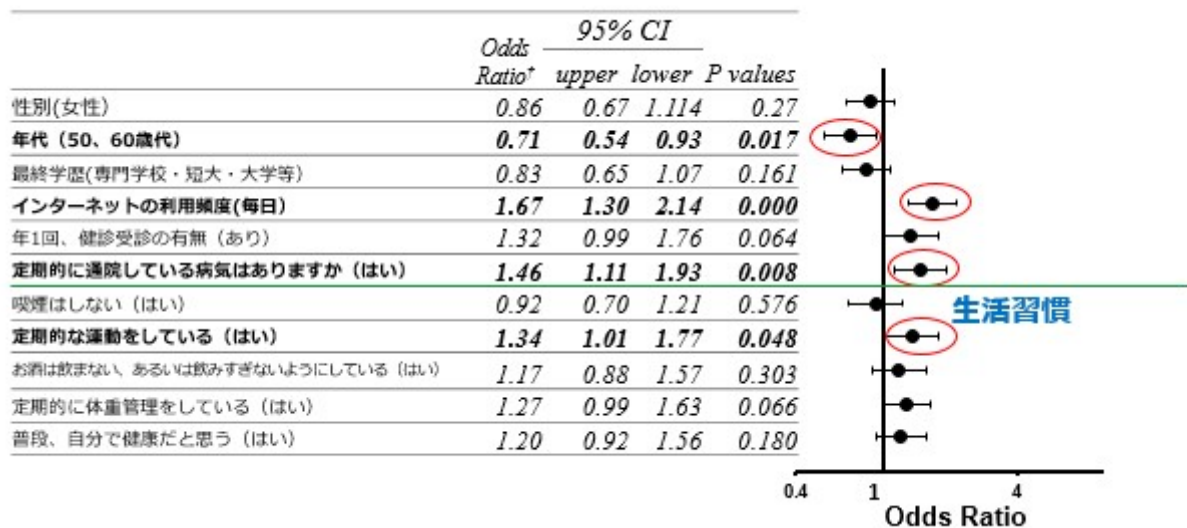 95% CI
Odds Ratio† upper lower P values
性別(女性) 0.86 0.67 1.114 0.27
年代（50、60歳代） 0.71 0.54 0.93 0.017
最終学歴(専門学校・短大・大学等） 0.83 0.65 1.07 0.161
インターネットの利用頻度(毎日） 1.67 1.30 2.14 0.000
年1回、健診受診の有無（あり） 1.32 0.99 1.76 0.064
定期的に通院している病気はありますか（はい） 1.46 1.11 1.93 0.008
喫煙はしない（はい） 0.92 0.70 1.21 0.576
生活習慣
定期的な運動をしている（はい） 1.34 1.01 1.77 0.048
お酒は飲まない、あるいは飲みすぎないようにしている（はい） 1.17 0.88 1.57 0.303
定期的に体重管理をしている（はい） 1.27 0.99 1.63 0.066
普段、自分で健康だと思う（はい） 1.20 0.92 1.56 0.180
0.4 1 4
Odds Ratio